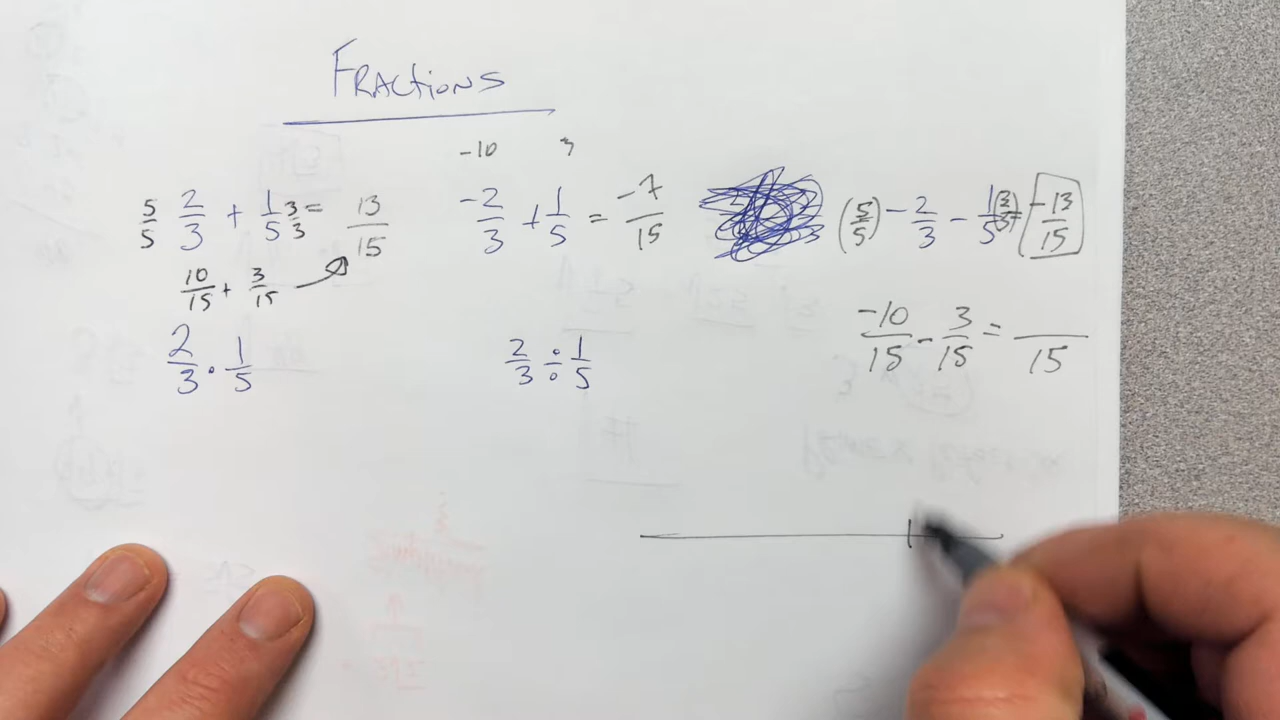 Fractions
-10 3
5/5 2/3 + 1/5 3/3 = 13/15
-2/3 + 1/5 = -7/15
(5/5) -2/3 - 1/5 (3/3) = -13/15
10/15 + 3/15
-10/15 - 3/15 = /15
2/3 · 1/5
2/3 ÷ 1/5